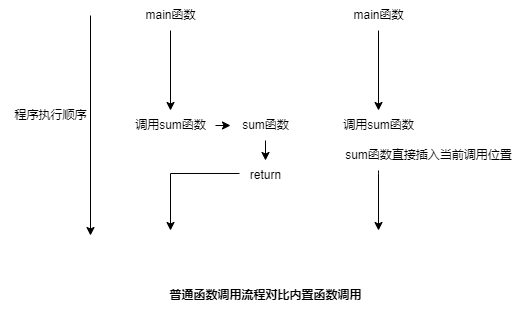 main函数
main函数
程序执行顺序
调用sum函数
sum函数
调用sum函数
sum函数直接插入当前调用位置
return
普通函数调用流程对比内置函数调用